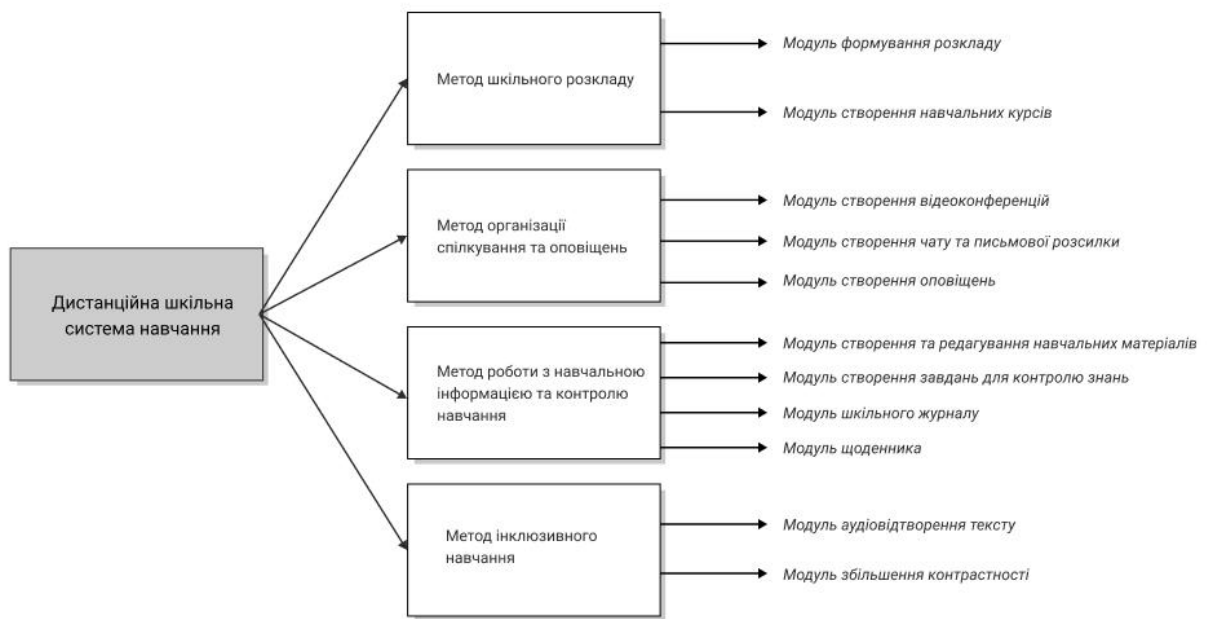 Дистанційна шкільна
система навчання
Метод шкільного розкладу
Модуль формування розкладу
Модуль створення навчальних курсів
Метод організації
спілкування та оповіщень
Модуль створення відеоконференцій
Модуль створення чату та письмової розсилки
Модуль створення оповіщень
Метод роботи з навчальною
інформацією та контролю
навчання
Модуль створення та редагування навчальних матеріалів
Модуль створення завдань для контролю знань
Модуль шкільного журналу
Модуль щоденника
Метод інклюзивного
навчання
Модуль аудіовідтворення тексту
Модуль збільшення контрастності